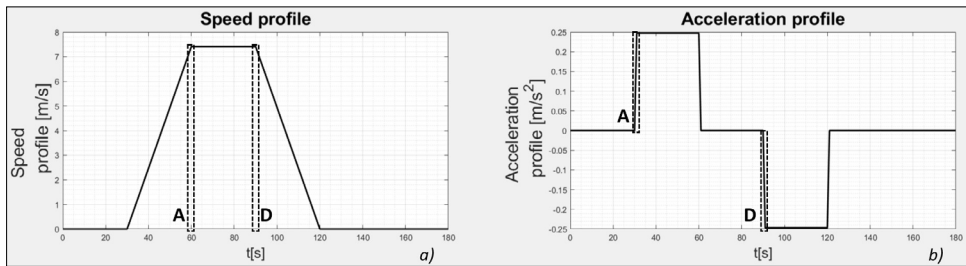 Speed profile
Speed
profile [m/s]
8
7
6
5
4
3
2
1
0
0 20 40 60 80 100 120 140 160 180
A
D
t[s]
a)
Acceleration profile
Acceleration
profile [m/s²]
0.25
0.2
0.15
0.1
0.05
0
-0.05
-0.1
-0.15
-0.2
-0.25
0 20 40 60 80 100 120 140 160 180
A
D
t[s]
b)